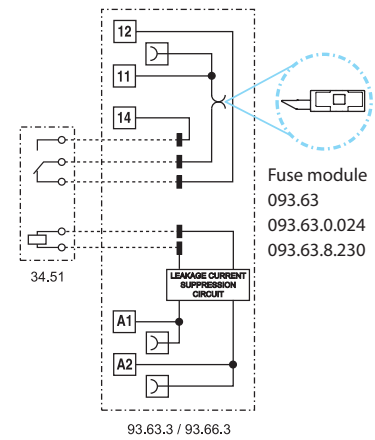 12
11
14
Fuse module
093.63
093.63.0.024
093.63.8.230
34.51
LEAKAGE CURRENT
SUPPRESSION
CIRCUIT
A1
A2
93.63.3 / 93.66.3